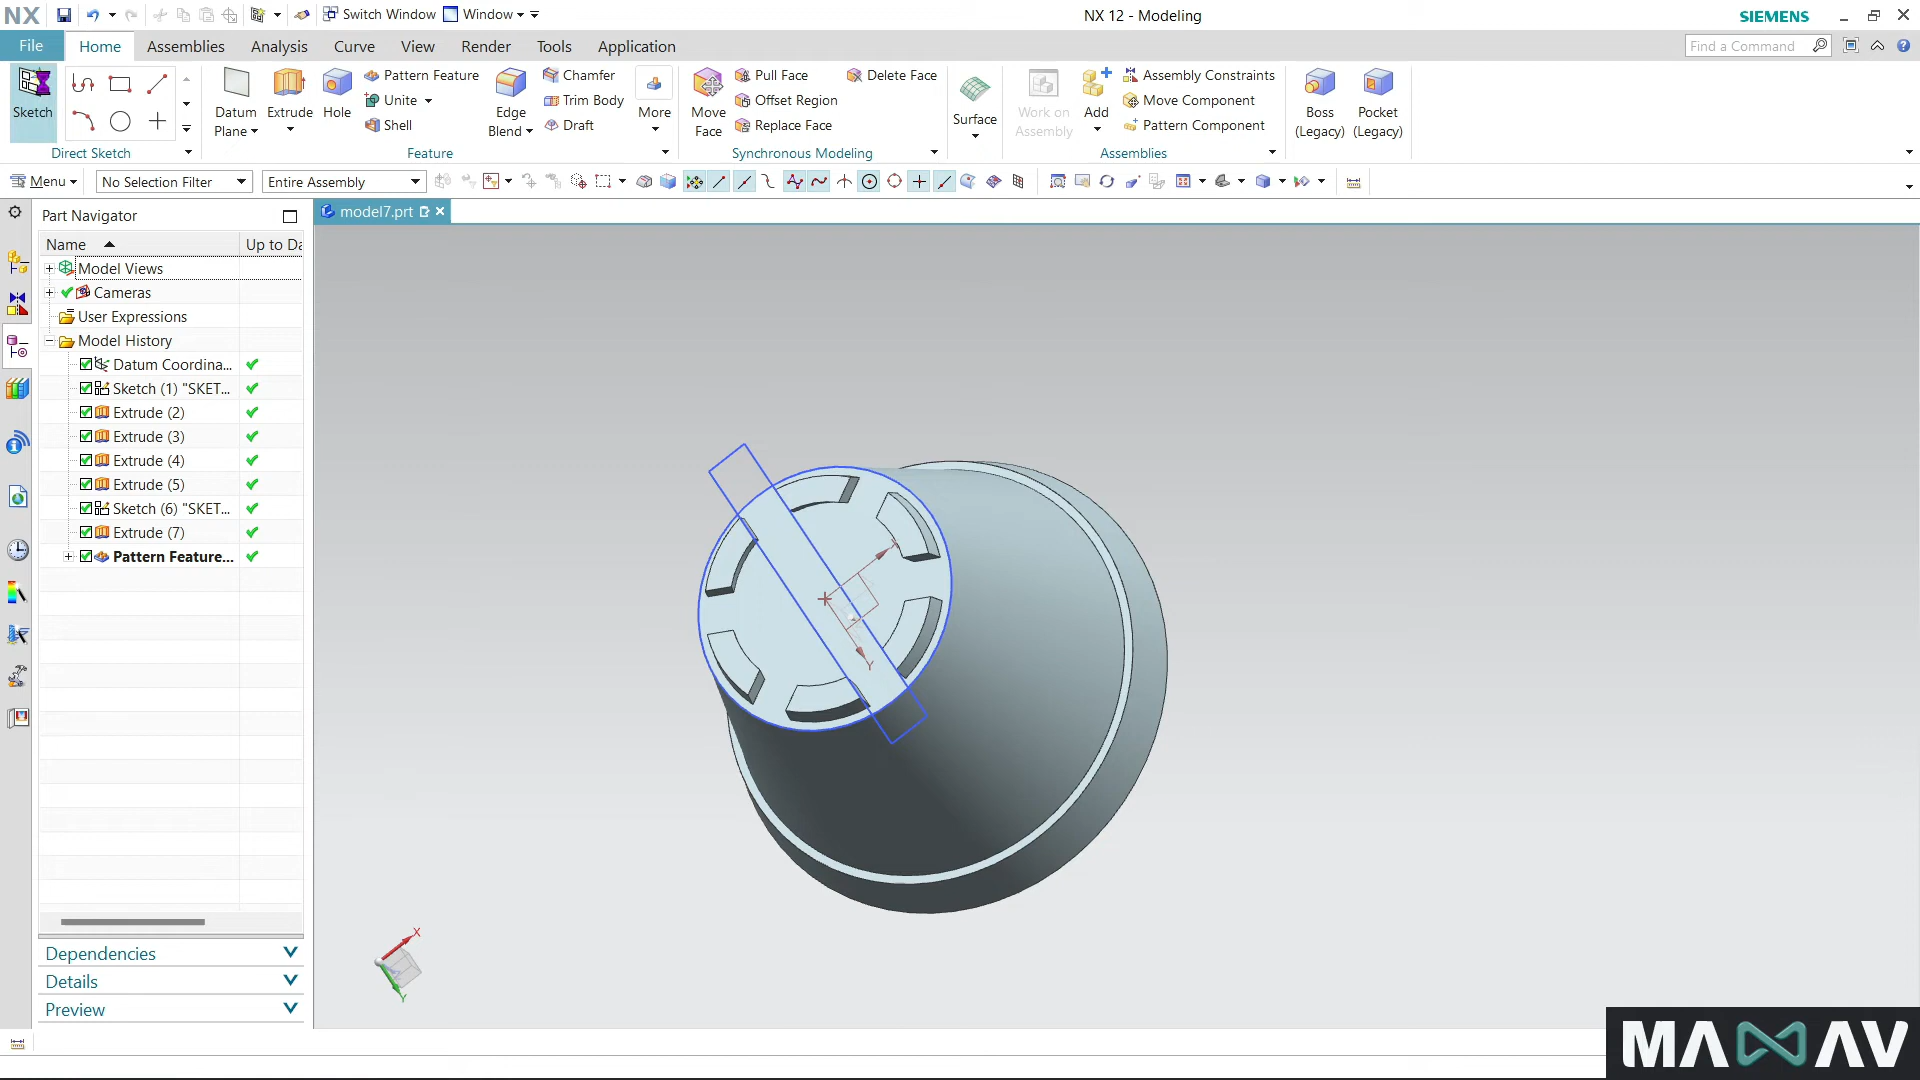 NX
Switch Window
Window
NX 12 - Modeling
SIEMENS
File
Home
Assemblies
Analysis
Curve
View
Selection
Render
Tools
Application
Find a Command
Sketch
Direct Sketch
Datum
Plane
Extrude
Hole
Pattern Feature
Unite
Shell
Edge
Blend
Chamfer
Trim Body
Draft
More
Feature
Move
Face
Pull Face
Offset Region
Replace Face
Delete Face
Synchronous Modeling
Surface
Work on
Assembly
Add
Assembly Constraints
Move Component
Pattern Component
Assemblies
Boss
(Legacy)
Pocket
(Legacy)
Menu
No Selection Filter
Entire Assembly
Part Navigator
model7.prt
Name
Up to Da
Model Views
Cameras
User Expressions
Model History
Datum Coordina...
Sketch (1) "SKET...
Extrude (2)
Extrude (3)
Extrude (4)
Extrude (5)
Sketch (6) "SKET...
Extrude (7)
Pattern Feature...
X
Y
X
Y
Dependencies
Details
Preview